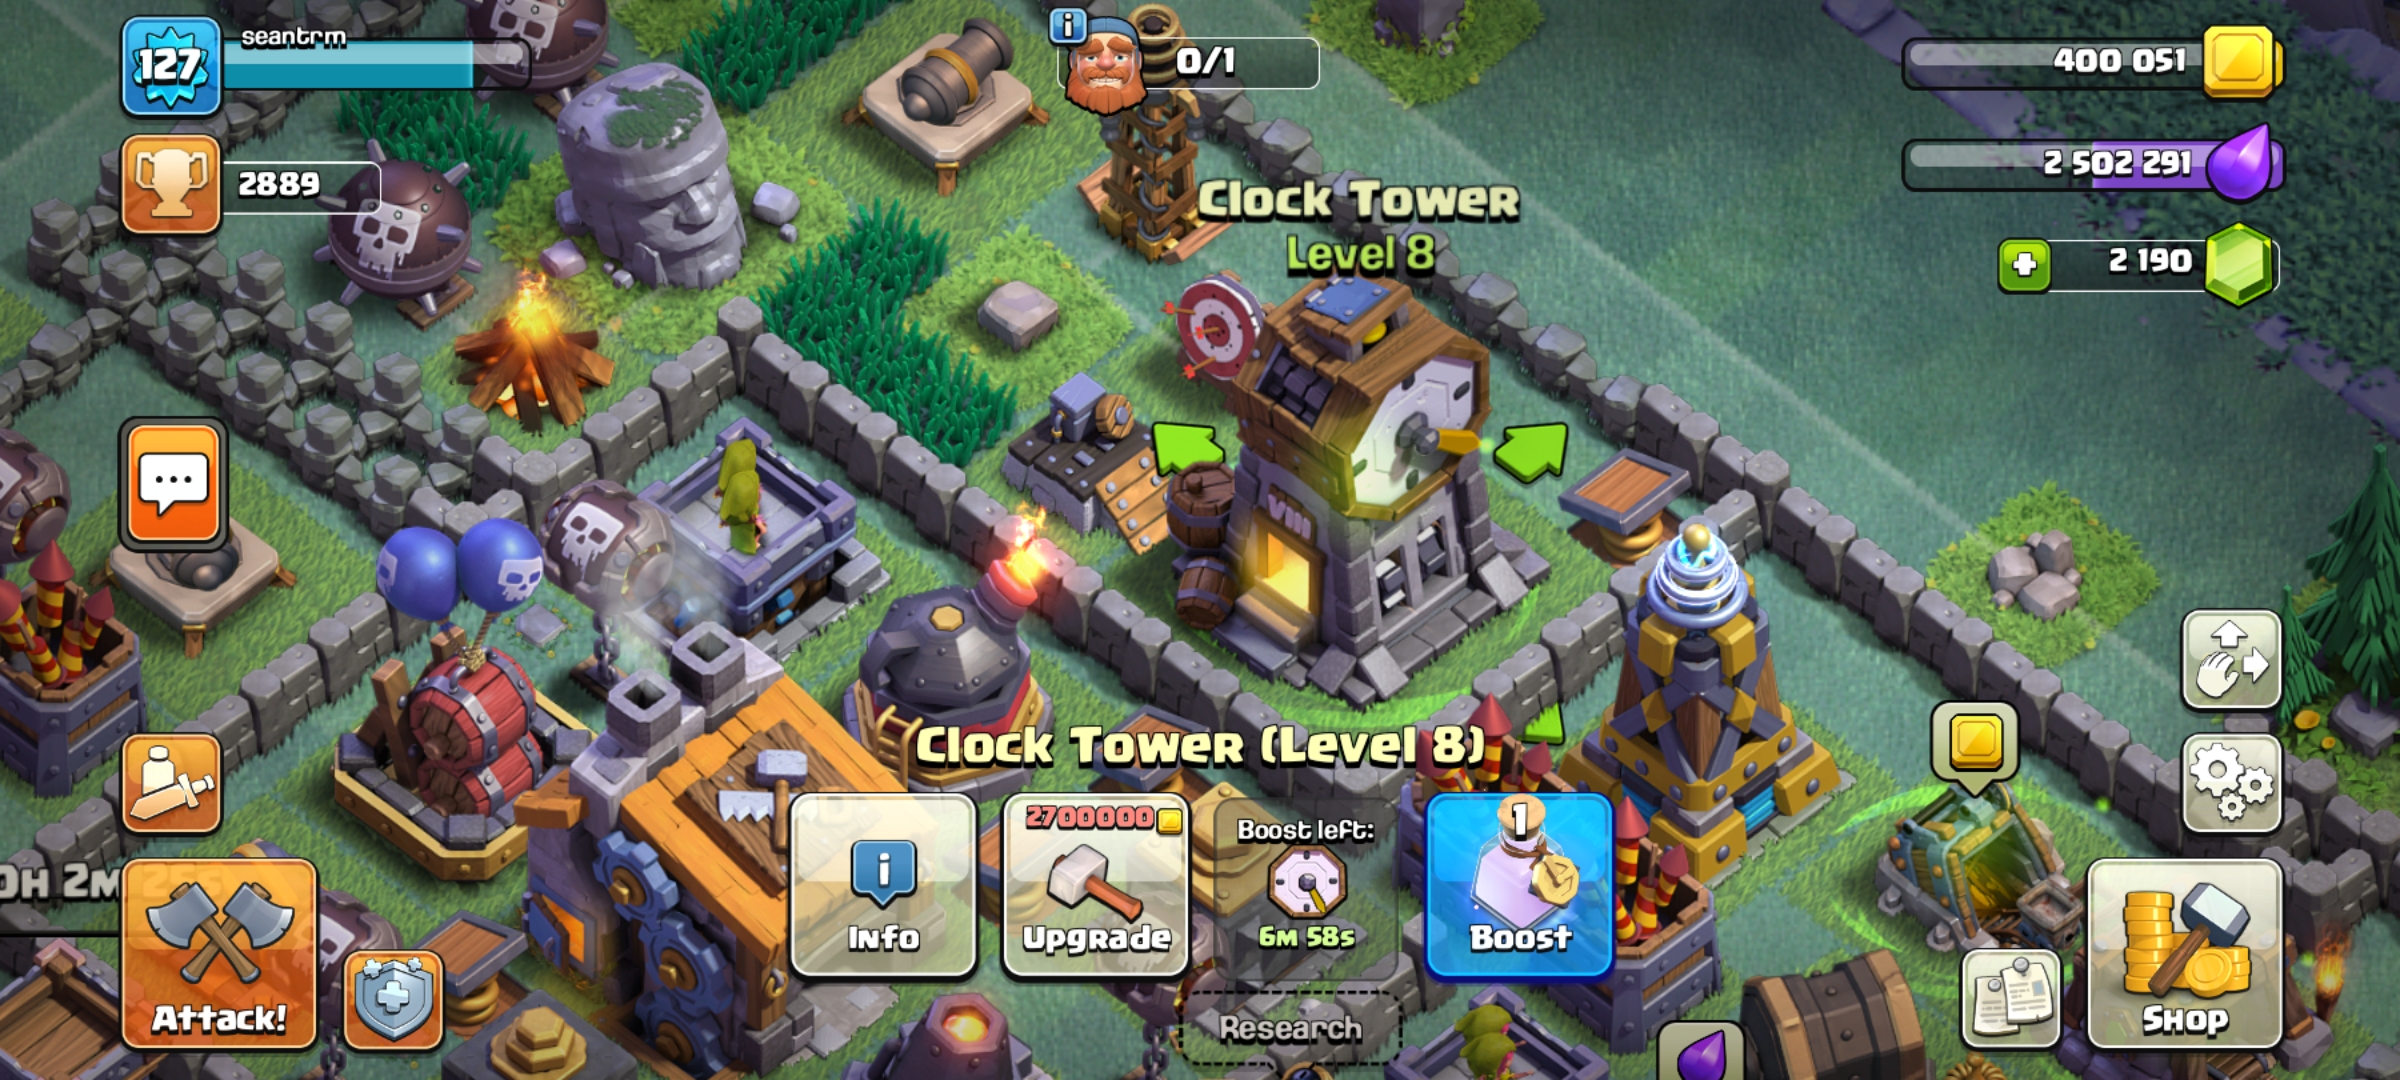 127
seantrm
0/1
400 051
2889
2 502 291
2 190
Clock Tower
Level 8
VIII
Clock Tower (Level 8)
1
2700000
Boost left:
6m 58s
Info
Upgrade
Boost
Attack!
Research
Shop